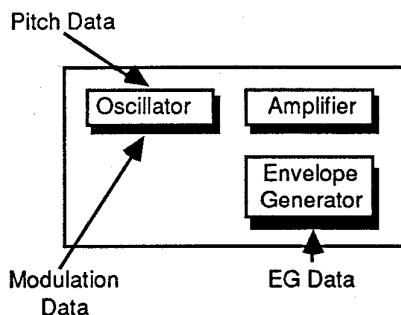 Pitch Data
Oscillator
Amplifier
Envelope
Generator
Modulation
Data
EG Data